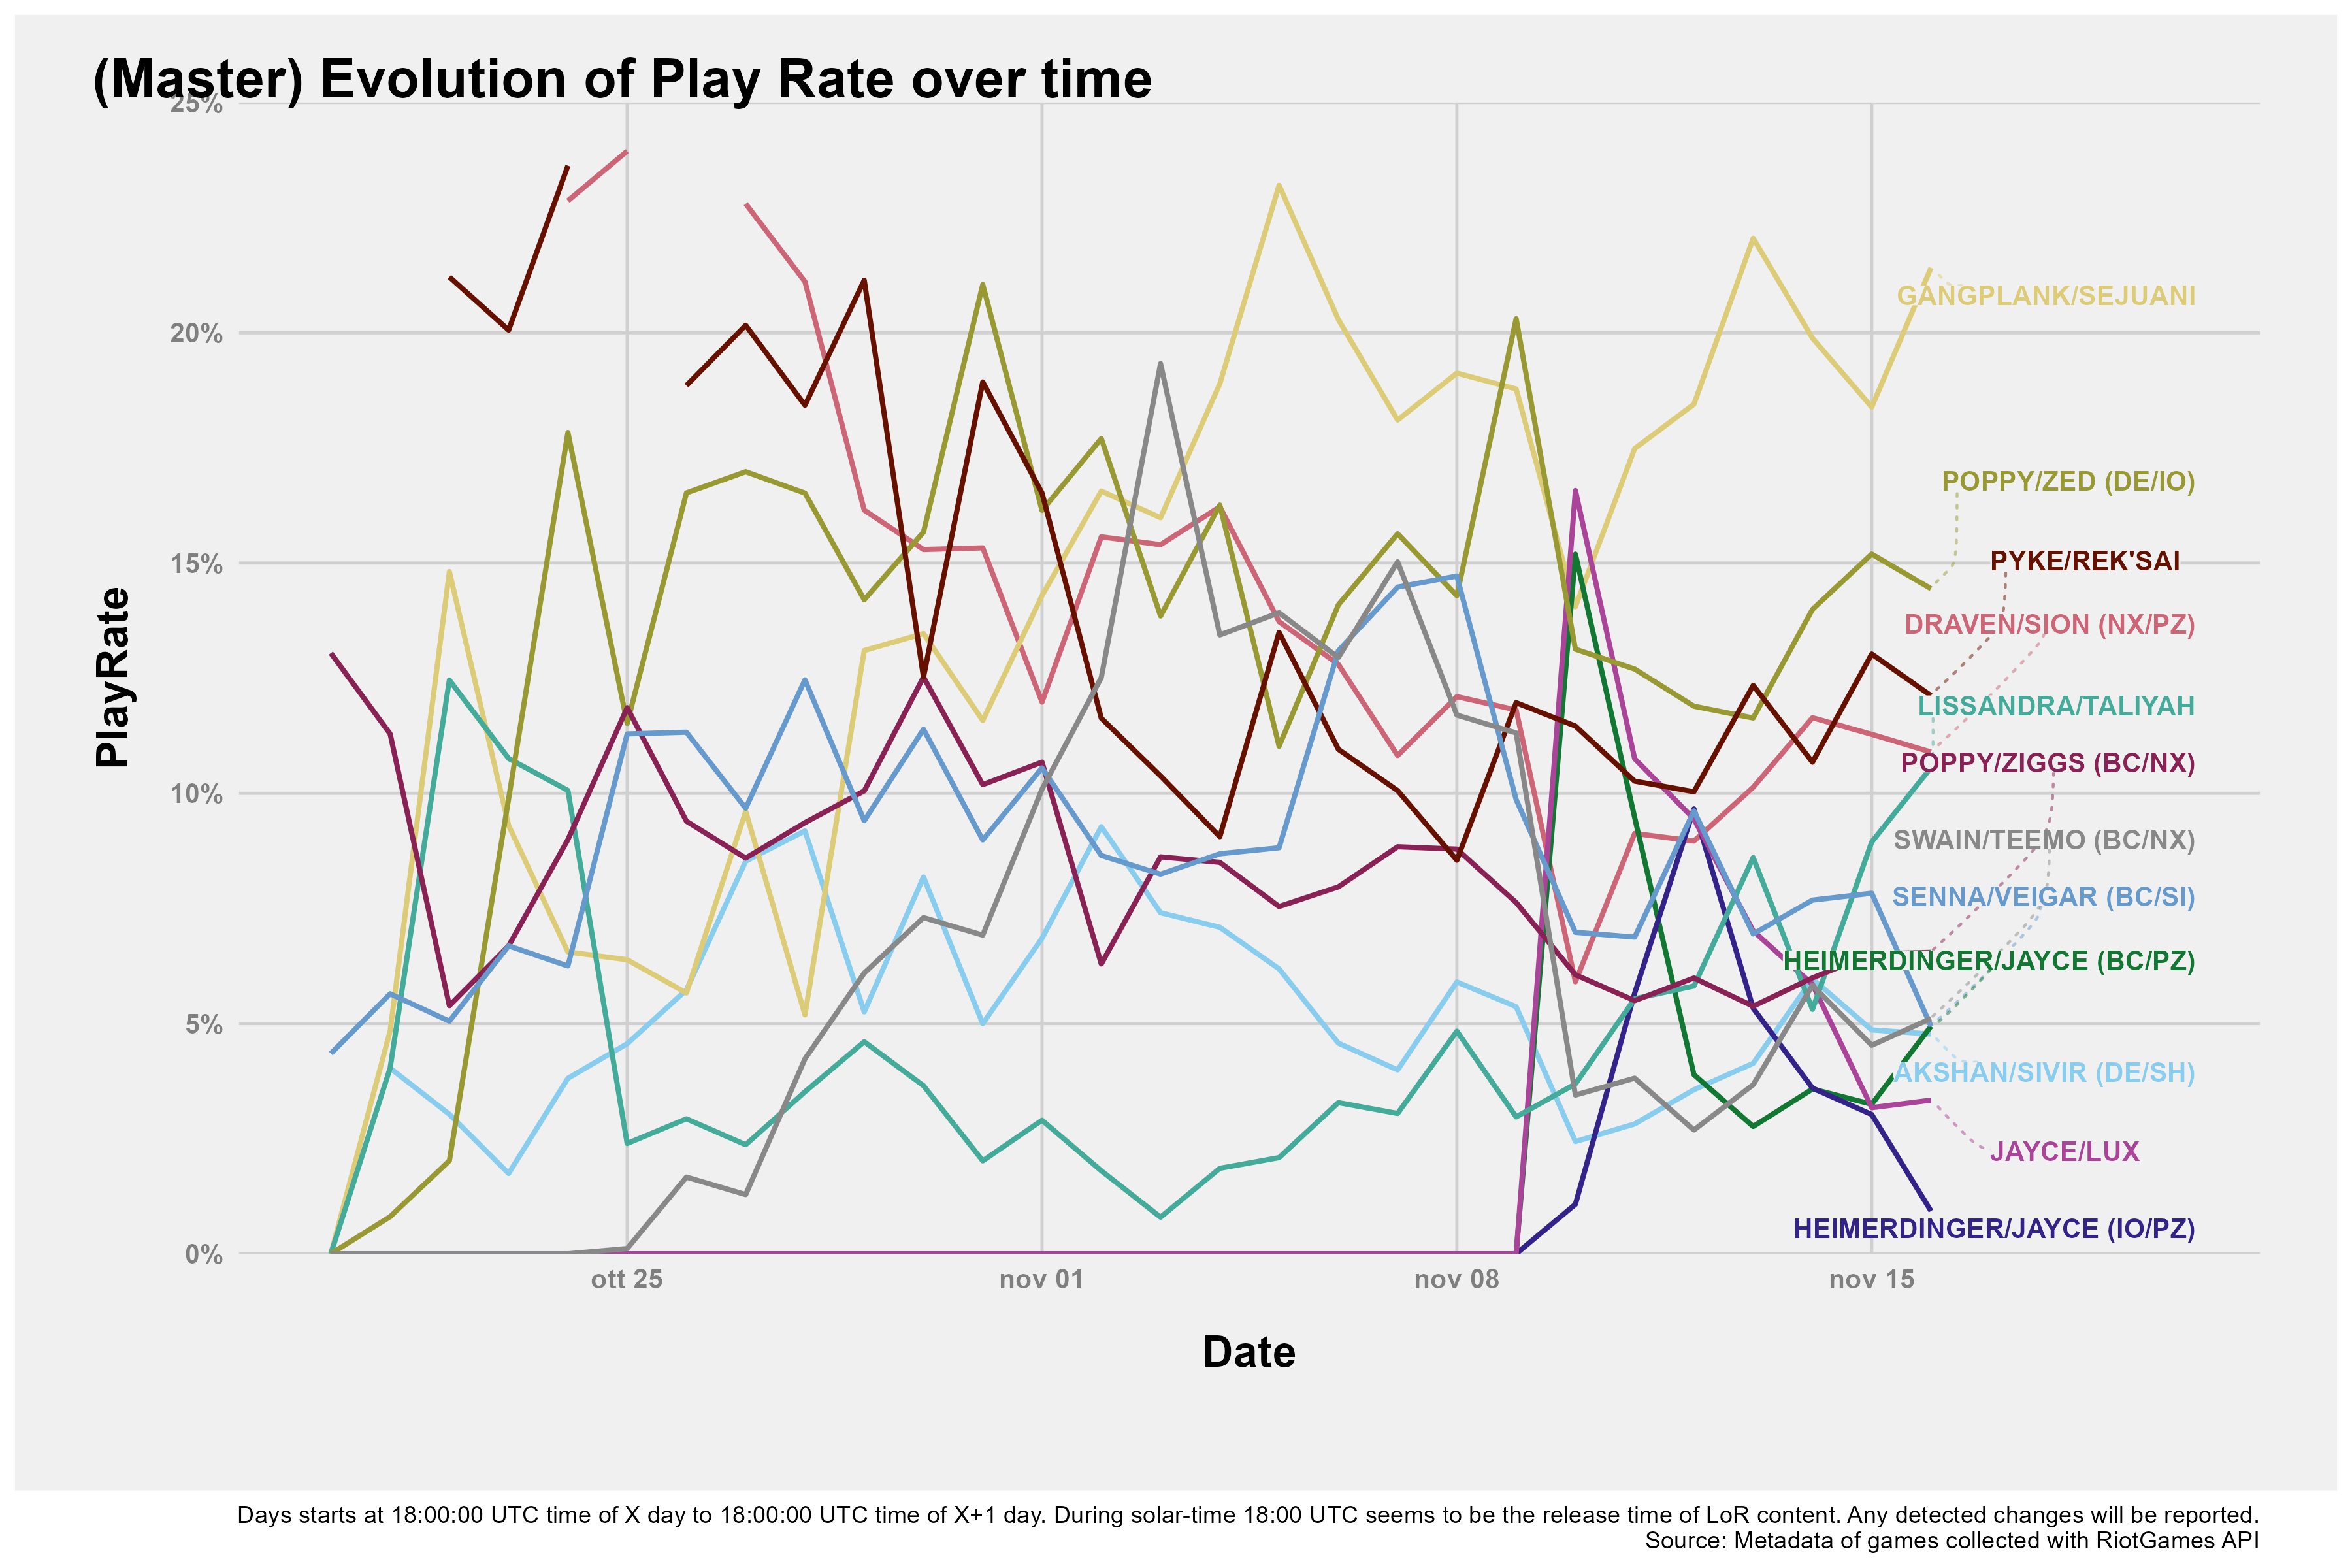 (Master) Evolution of Play Rate over time
25%
20%
15%
10%
5%
0%
PlayRate
GANGPLANK/SEJUANI
POPPY/ZED (DE/IO)
PYKE/REK'SAI
DRAVEN/SION (NX/PZ)
LISSANDRA/TALIYAH
POPPY/ZIGGS (BC/NX)
SWAIN/TEEMO (BC/NX)
SENNA/VEIGAR (BC/SI)
HEIMERDINGER/JAYCE (BC/PZ)
AKSHAN/SIVIR (DE/SH)
JAYCE/LUX
HEIMERDINGER/JAYCE (IO/PZ)
ott 25
nov 01
nov 08
nov 15
Date
Days starts at 18:00:00 UTC time of X day to 18:00:00 UTC time of X+1 day. During solar-time 18:00 UTC seems to be the release time of LoR content. Any detected changes will be reported.
Source: Metadata of games collected with RiotGames API